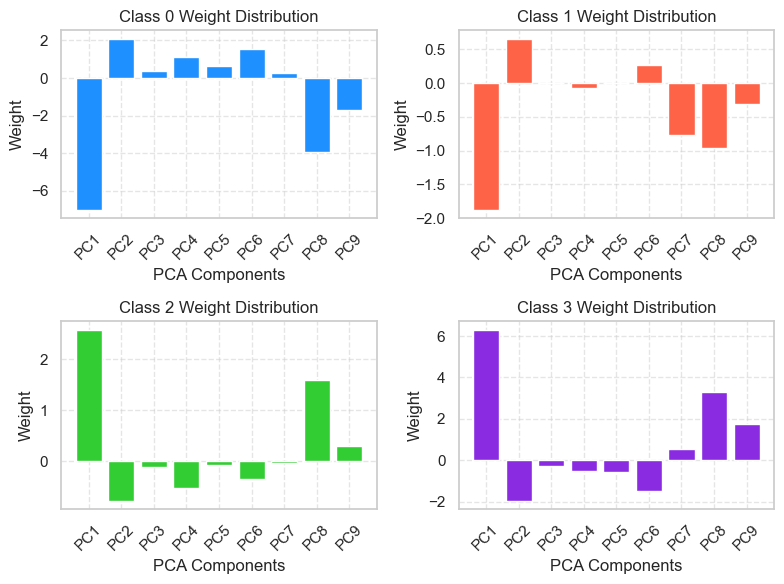 Class 0 Weight Distribution
Weight
2
0
−2
−4
−6
PC1 PC2 PC3 PC4 PC5 PC6 PC7 PC8 PC9
PCA Components
Class 1 Weight Distribution
Weight
0.5
0.0
−0.5
−1.0
−1.5
−2.0
PC1 PC2 PC3 PC4 PC5 PC6 PC7 PC8 PC9
PCA Components
Class 2 Weight Distribution
Weight
2
1
0
PC1 PC2 PC3 PC4 PC5 PC6 PC7 PC8 PC9
PCA Components
Class 3 Weight Distribution
Weight
6
4
2
0
−2
PC1 PC2 PC3 PC4 PC5 PC6 PC7 PC8 PC9
PCA Components